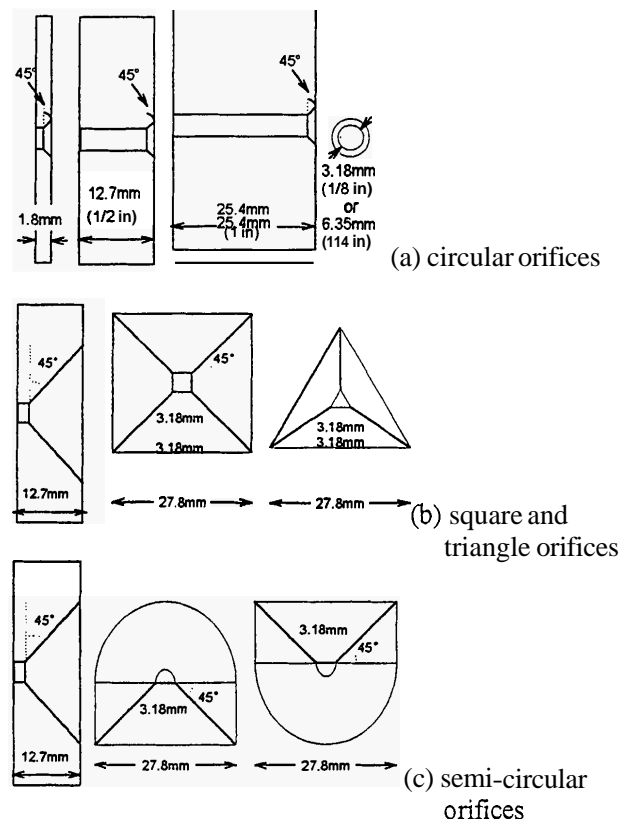 45°
45°
45°
1.8mm
12.7mm
(1/2 in)
25.4mm
25.4mm
(1 in)
3.18mm
(1/8 in)
or
6.35mm
(114 in)
(a) circular orifices
45°
12.7mm
45°
3.18mm
3.18mm
27.8mm
3.18mm
3.18mm
27.8mm
(b) square and
triangle orifices
45°
12.7mm
3.18mm
45°
27.8mm
3.18mm
45°
27.8mm
(c) semi-circular
orifices